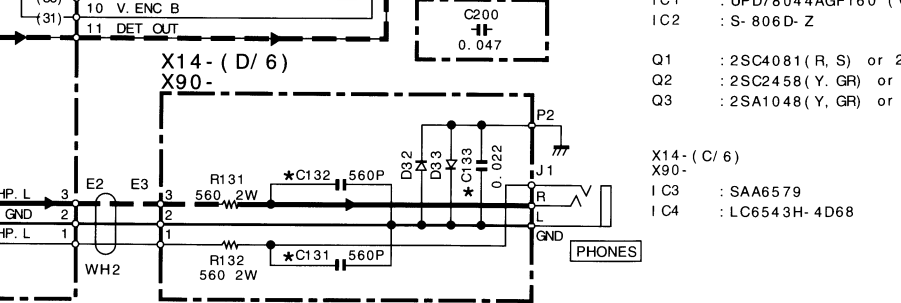 (31)
10 V. ENC B
11 DET OUT
C200
0.047
IC2 : S-806D-Z
Q1 : 2SC4081(R, S) or 2
Q2 : 2SC2458(Y. GR) or
Q3 : 2SA1048(Y, GR) or
X14-(D/6)
X90-
P2
D32
D33
*C133
0.022
J1
X14-(C/6)
X90-
IC3 : SAA6579
IC4 : LC6543H-4D68
HP. L 3
GND 2
HP. L 1
E2
E3
WH2
3
2
1
R131
560 2W
*C132 560P
R132
560 2W
*C131 560P
R
L
GND
PHONES